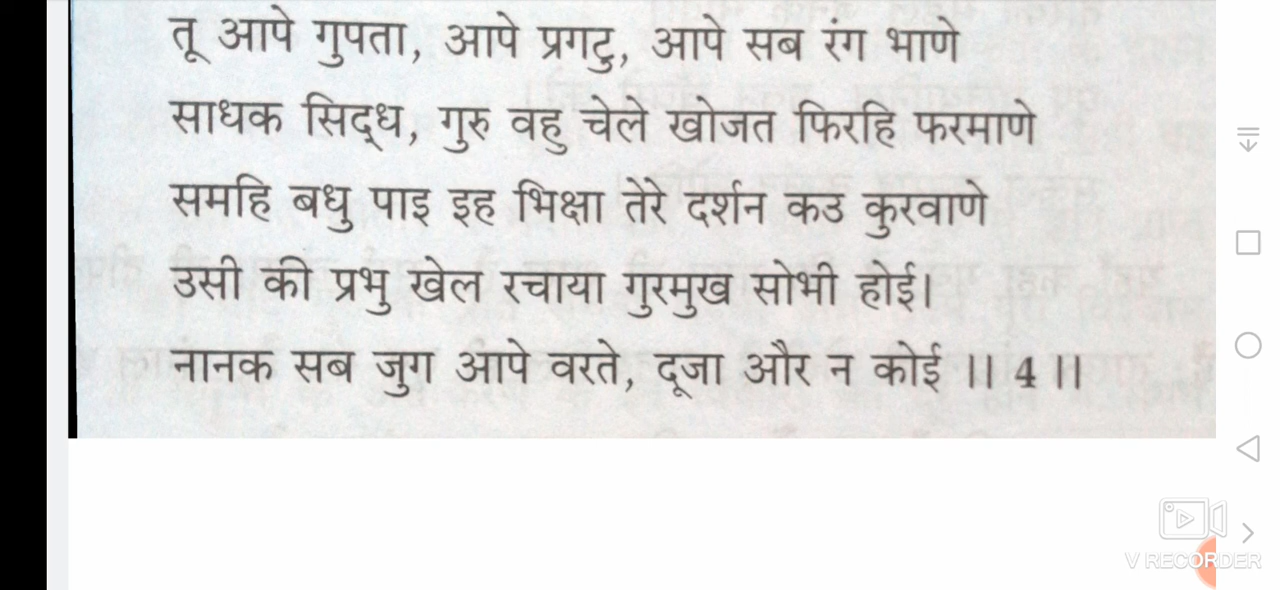 तू आपे गुपता, आपे प्रगटु, आपे सब रंग भाणे
साधक सिद्ध, गुरु वहु चेले खोजत फिरहि फरमाणे
समहि बधु पाइ इह भिक्षा तेरे दर्शन कउ कुरवाणे
उसी की प्रभु खेल रचाया गुरमुख सोभी होई।
नानक सब जुग आपे वरते, दूजा और न कोई ।। 4 ।।
V RECORDER